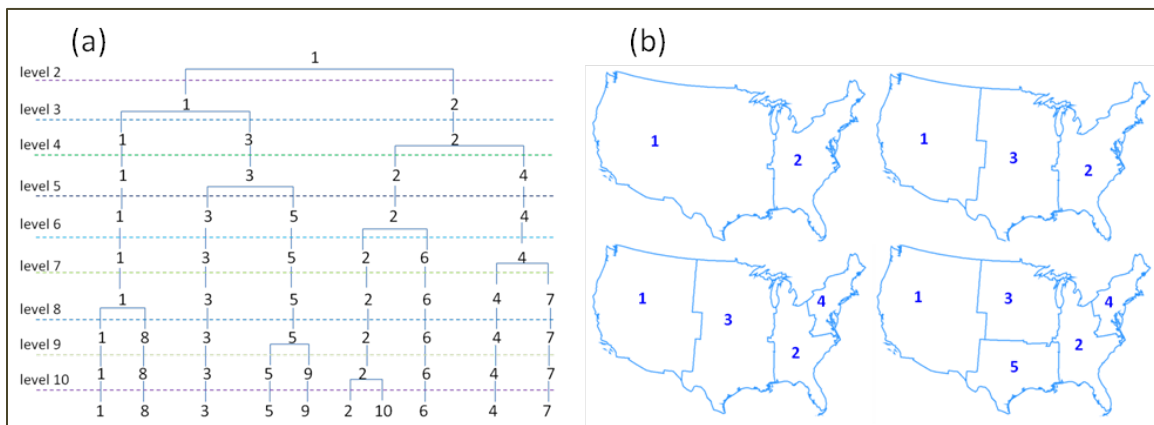 (a)
1
level 2
level 3 1 2
level 4 1 3 2
level 5 1 3 2 4
level 6 1 3 5 2 4
level 7 1 3 5 2 6 4
level 8 1 3 5 2 6 4 7
level 9 1 8 3 5 2 6 4 7
level 10 1 8 3 5 9 2 6 4 7
1 8 3 5 9 2 10 6 4 7
(b)
1 2
1 3 2
1 3 4 2
1 3 4 2 5